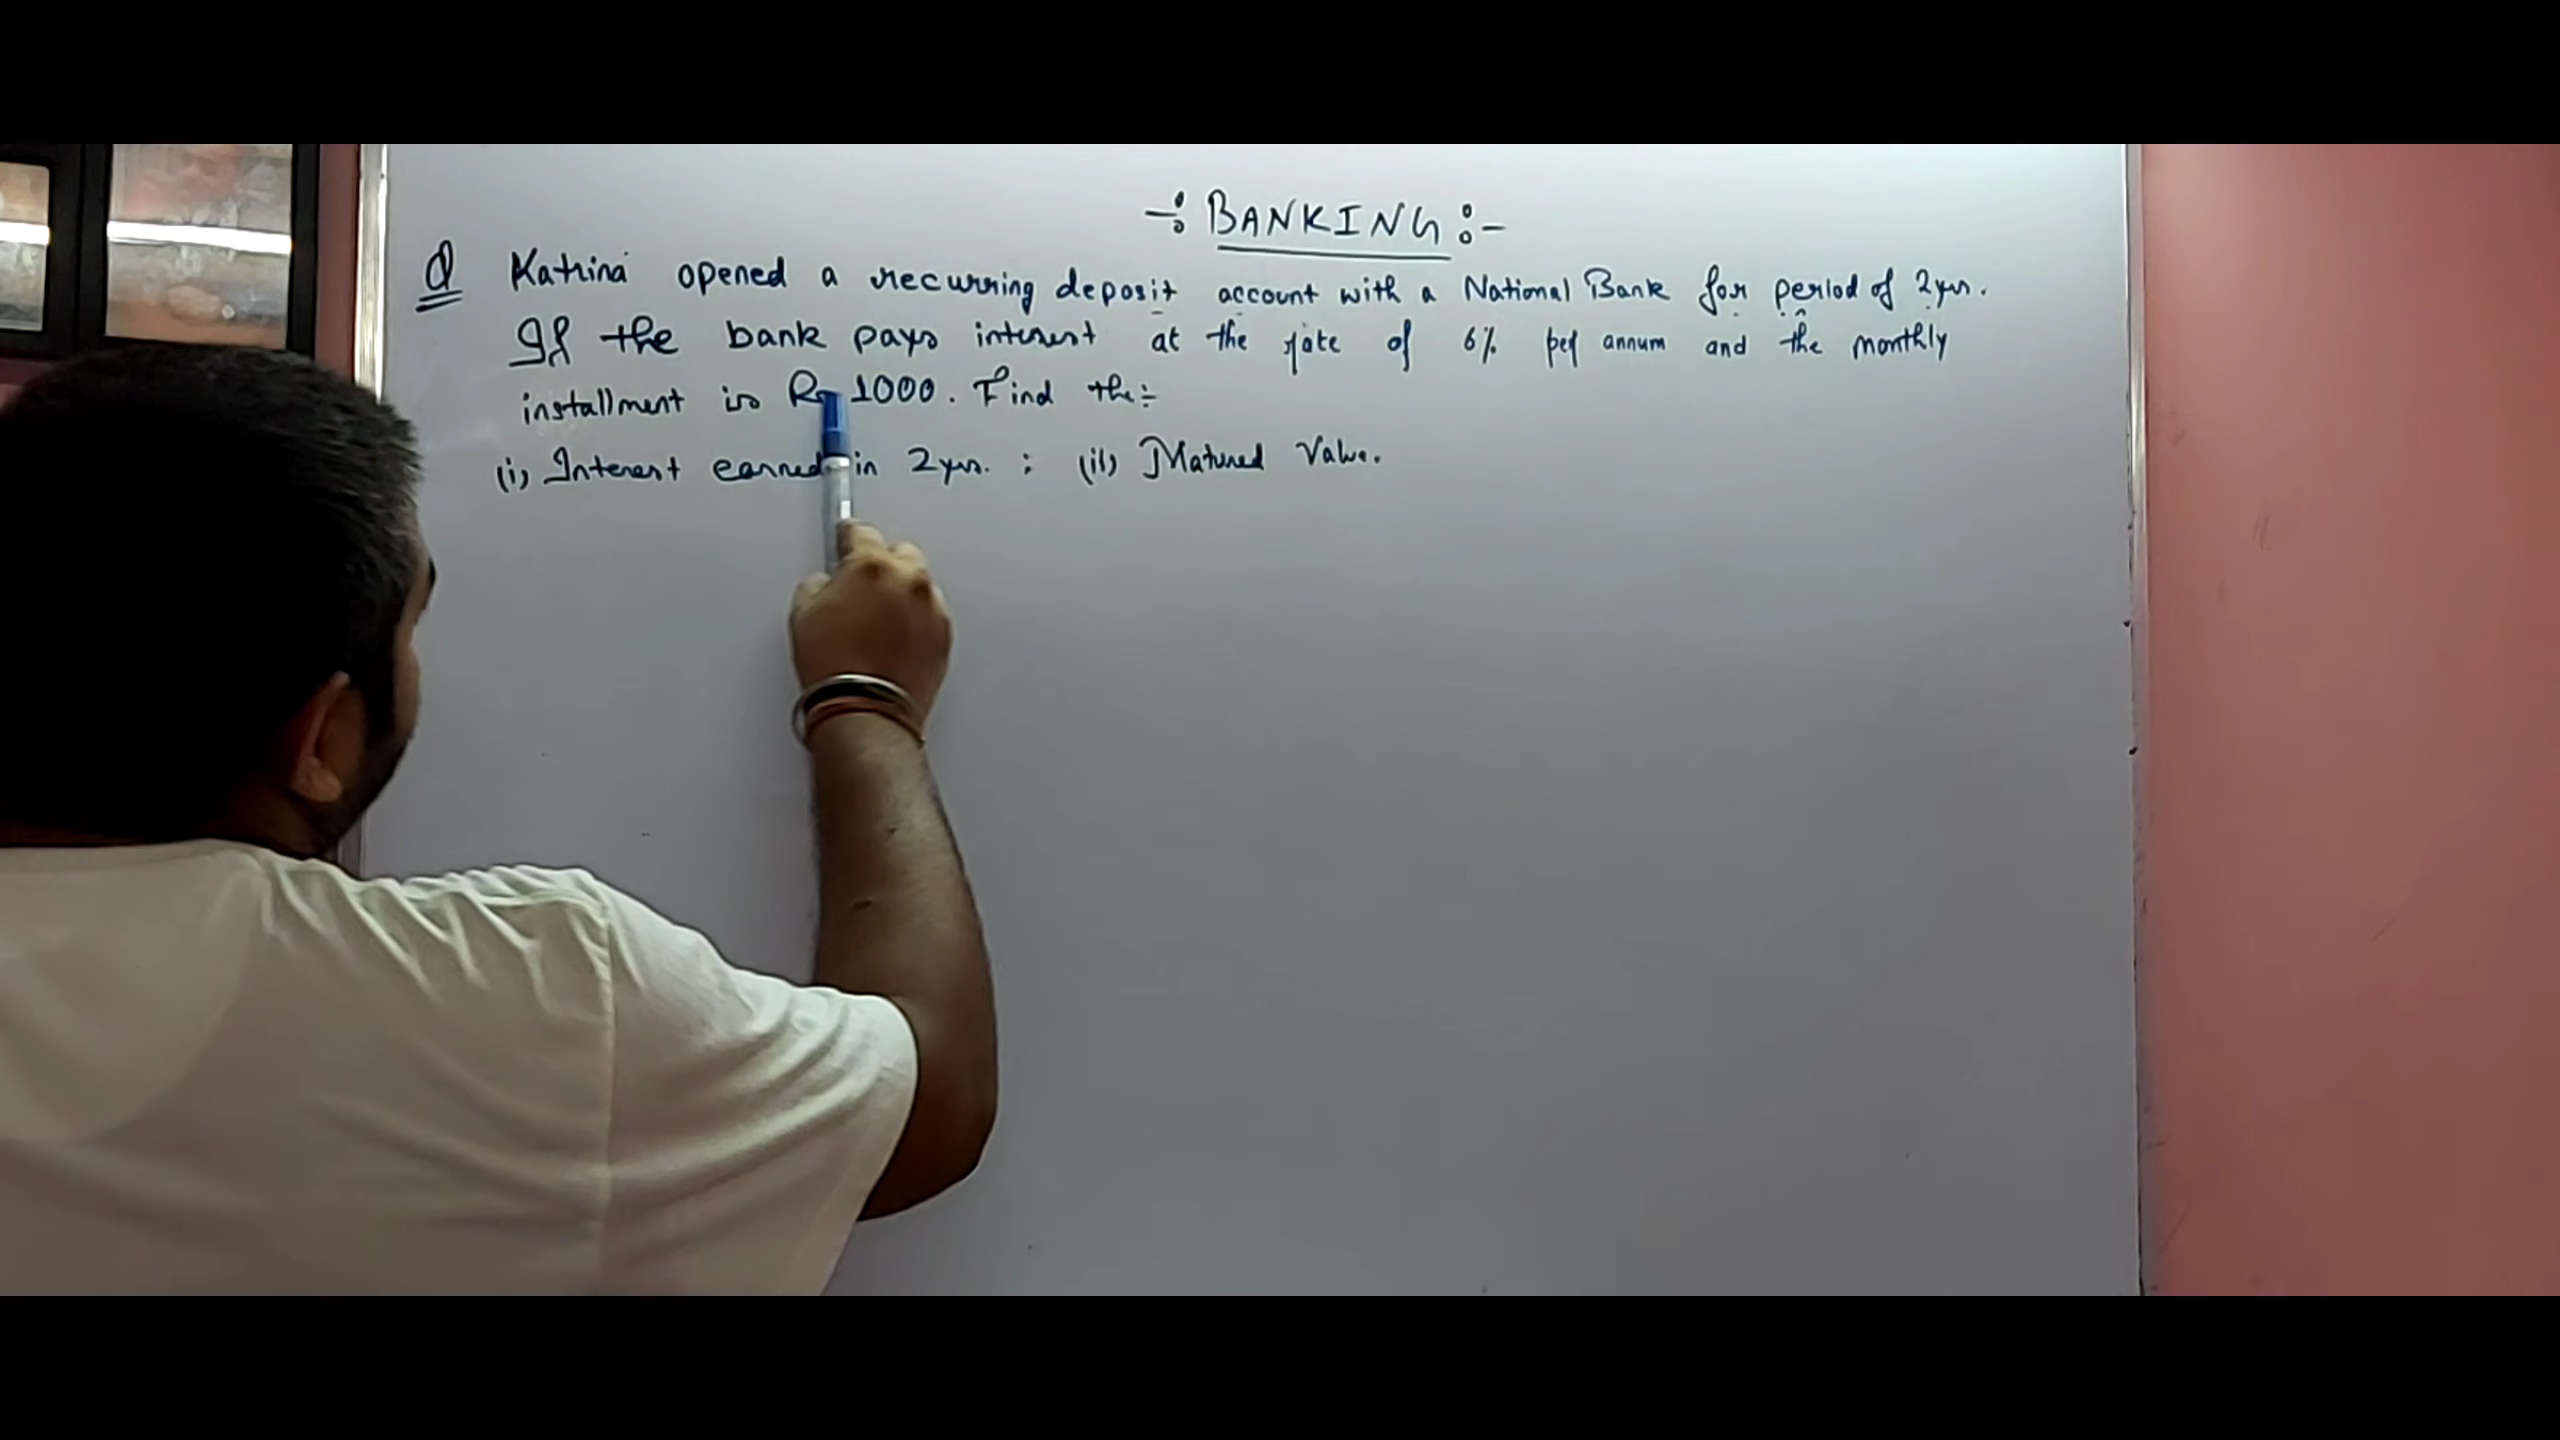 -: BANKING :-
Q Katrina opened a recurring deposit account with a National Bank for period of 2yrs.
If the bank pays interest at the rate of 6% per annum and the monthly
installment is Rs 1000. Find the:-
(i) Interest earned in 2yrs. ; (ii) Matured Value.